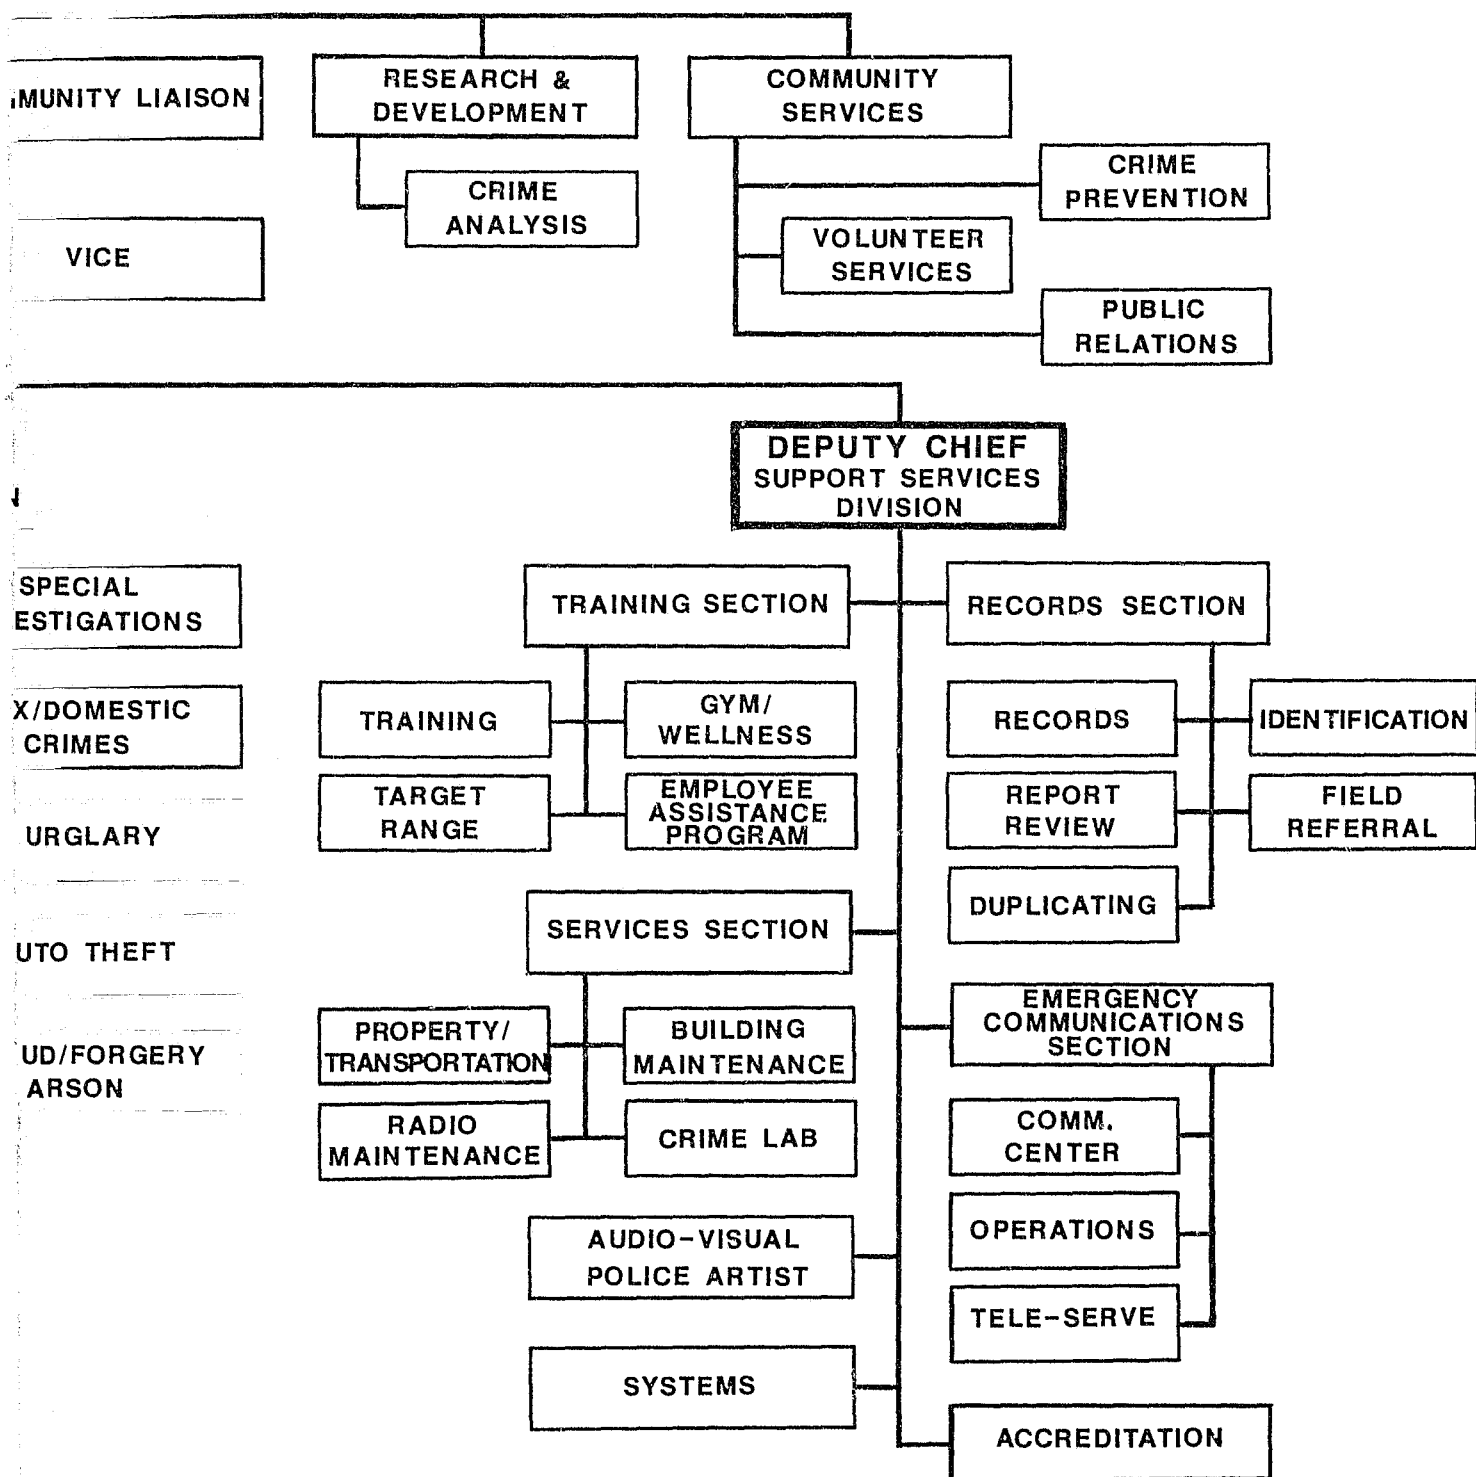 MUNITY LIAISON
RESEARCH &
DEVELOPMENT
COMMUNITY
SERVICES
CRIME
ANALYSIS
CRIME
PREVENTION
VICE
VOLUNTEER
SERVICES
PUBLIC
RELATIONS
DEPUTY CHIEF
SUPPORT SERVICES
DIVISION
N
SPECIAL
ESTIGATIONS
TRAINING SECTION
RECORDS SECTION
X/DOMESTIC
CRIMES
TRAINING
GYM/
WELLNESS
RECORDS
IDENTIFICATION
TARGET
RANGE
EMPLOYEE
ASSISTANCE
PROGRAM
REPORT
REVIEW
FIELD
REFERRAL
URGLARY
DUPLICATING
SERVICES SECTION
UTO THEFT
EMERGENCY
COMMUNICATIONS
SECTION
PROPERTY/
TRANSPORTATION
BUILDING
MAINTENANCE
UD/FORGERY
ARSON
RADIO
MAINTENANCE
CRIME LAB
COMM.
CENTER
OPERATIONS
AUDIO-VISUAL
POLICE ARTIST
TELE-SERVE
SYSTEMS
ACCREDITATION